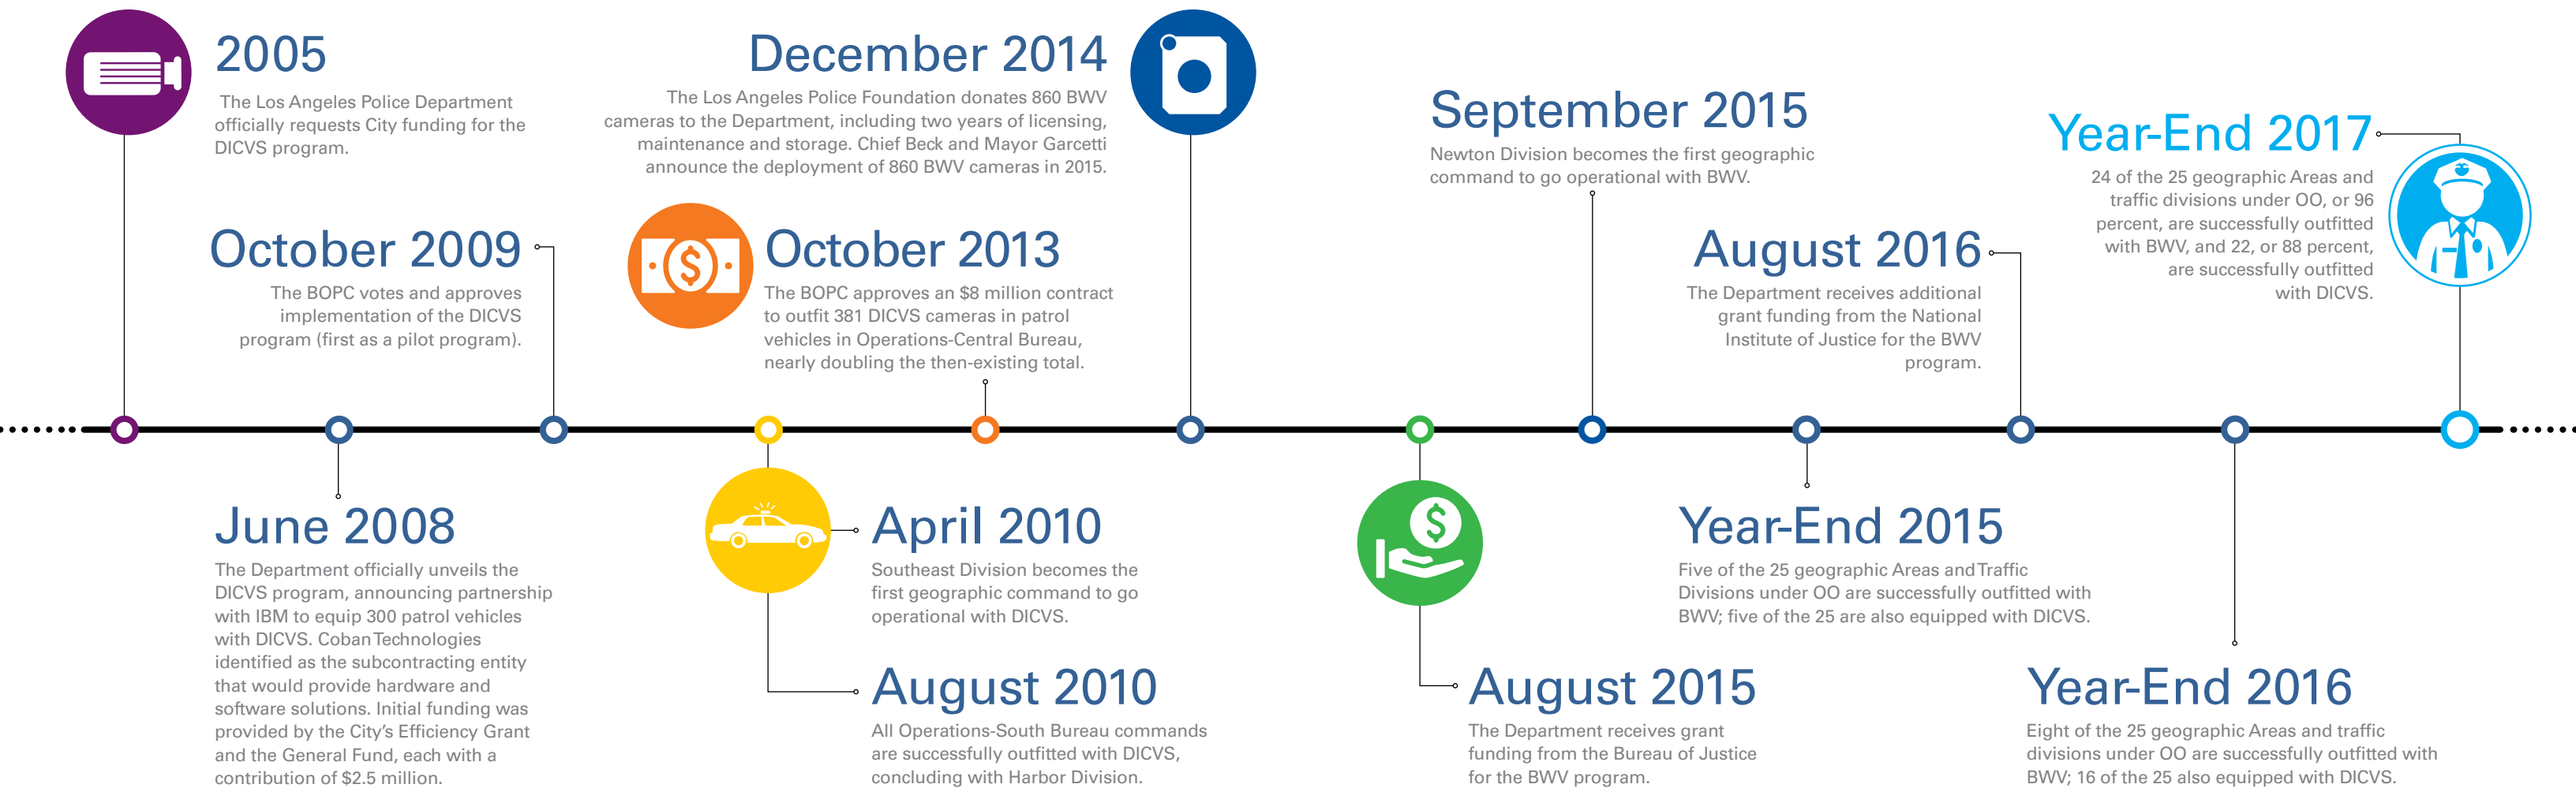 2005
The Los Angeles Police Department
officially requests City funding for the
DICVS program.
June 2008
The Department officially unveils the
DICVS program, announcing partnership
with IBM to equip 300 patrol vehicles
with DICVS. Coban Technologies
identified as the subcontracting entity
that would provide hardware and
software solutions. Initial funding was
provided by the City’s Efficiency Grant
and the General Fund, each with a
contribution of $2.5 million.
October 2009
The BOPC votes and approves
implementation of the DICVS
program (first as a pilot program).
April 2010
Southeast Division becomes the
first geographic command to go
operational with DICVS.
August 2010
All Operations-South Bureau commands
are successfully outfitted with DICVS,
concluding with Harbor Division.
$
October 2013
The BOPC approves an $8 million contract
to outfit 381 DICVS cameras in patrol
vehicles in Operations-Central Bureau,
nearly doubling the then-existing total.
December 2014
The Los Angeles Police Foundation donates 860 BWV
cameras to the Department, including two years of licensing,
maintenance and storage. Chief Beck and Mayor Garcetti
announce the deployment of 860 BWV cameras in 2015.
$
August 2015
The Department receives grant
funding from the Bureau of Justice
for the BWV program.
September 2015
Newton Division becomes the first geographic
command to go operational with BWV.
Year-End 2015
Five of the 25 geographic Areas and Traffic
Divisions under OO are successfully outfitted with
BWV; five of the 25 are also equipped with DICVS.
August 2016
The Department receives additional
grant funding from the National
Institute of Justice for the BWV
program.
Year-End 2016
Eight of the 25 geographic Areas and traffic
divisions under OO are successfully outfitted with
BWV; 16 of the 25 also equipped with DICVS.
Year-End 2017
24 of the 25 geographic Areas and
traffic divisions under OO, or 96
percent, are successfully outfitted
with BWV, and 22, or 88 percent,
are successfully outfitted
with DICVS.